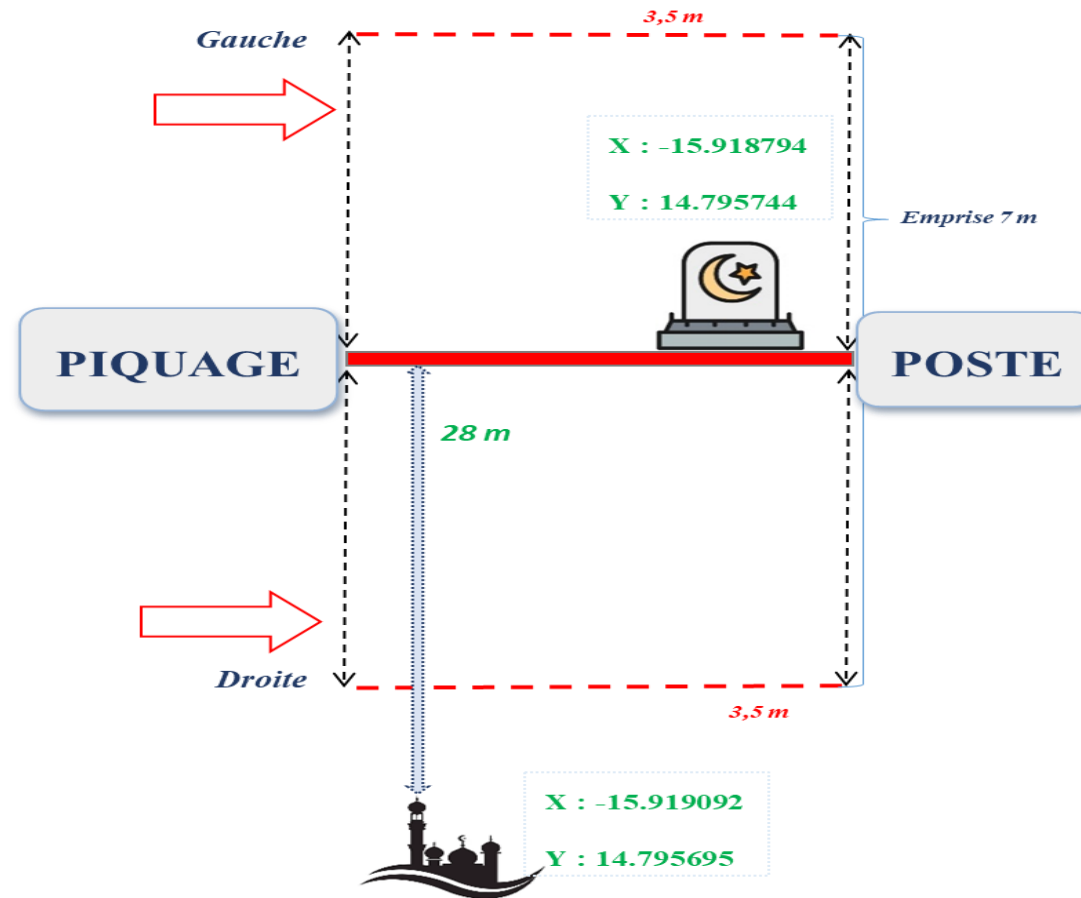 3,5 m
Gauche
X : -15.918794
Y : 14.795744
Emprise 7 m
PIQUAGE
POSTE
28 m
Droite
3,5 m
X : -15.919092
Y : 14.795695